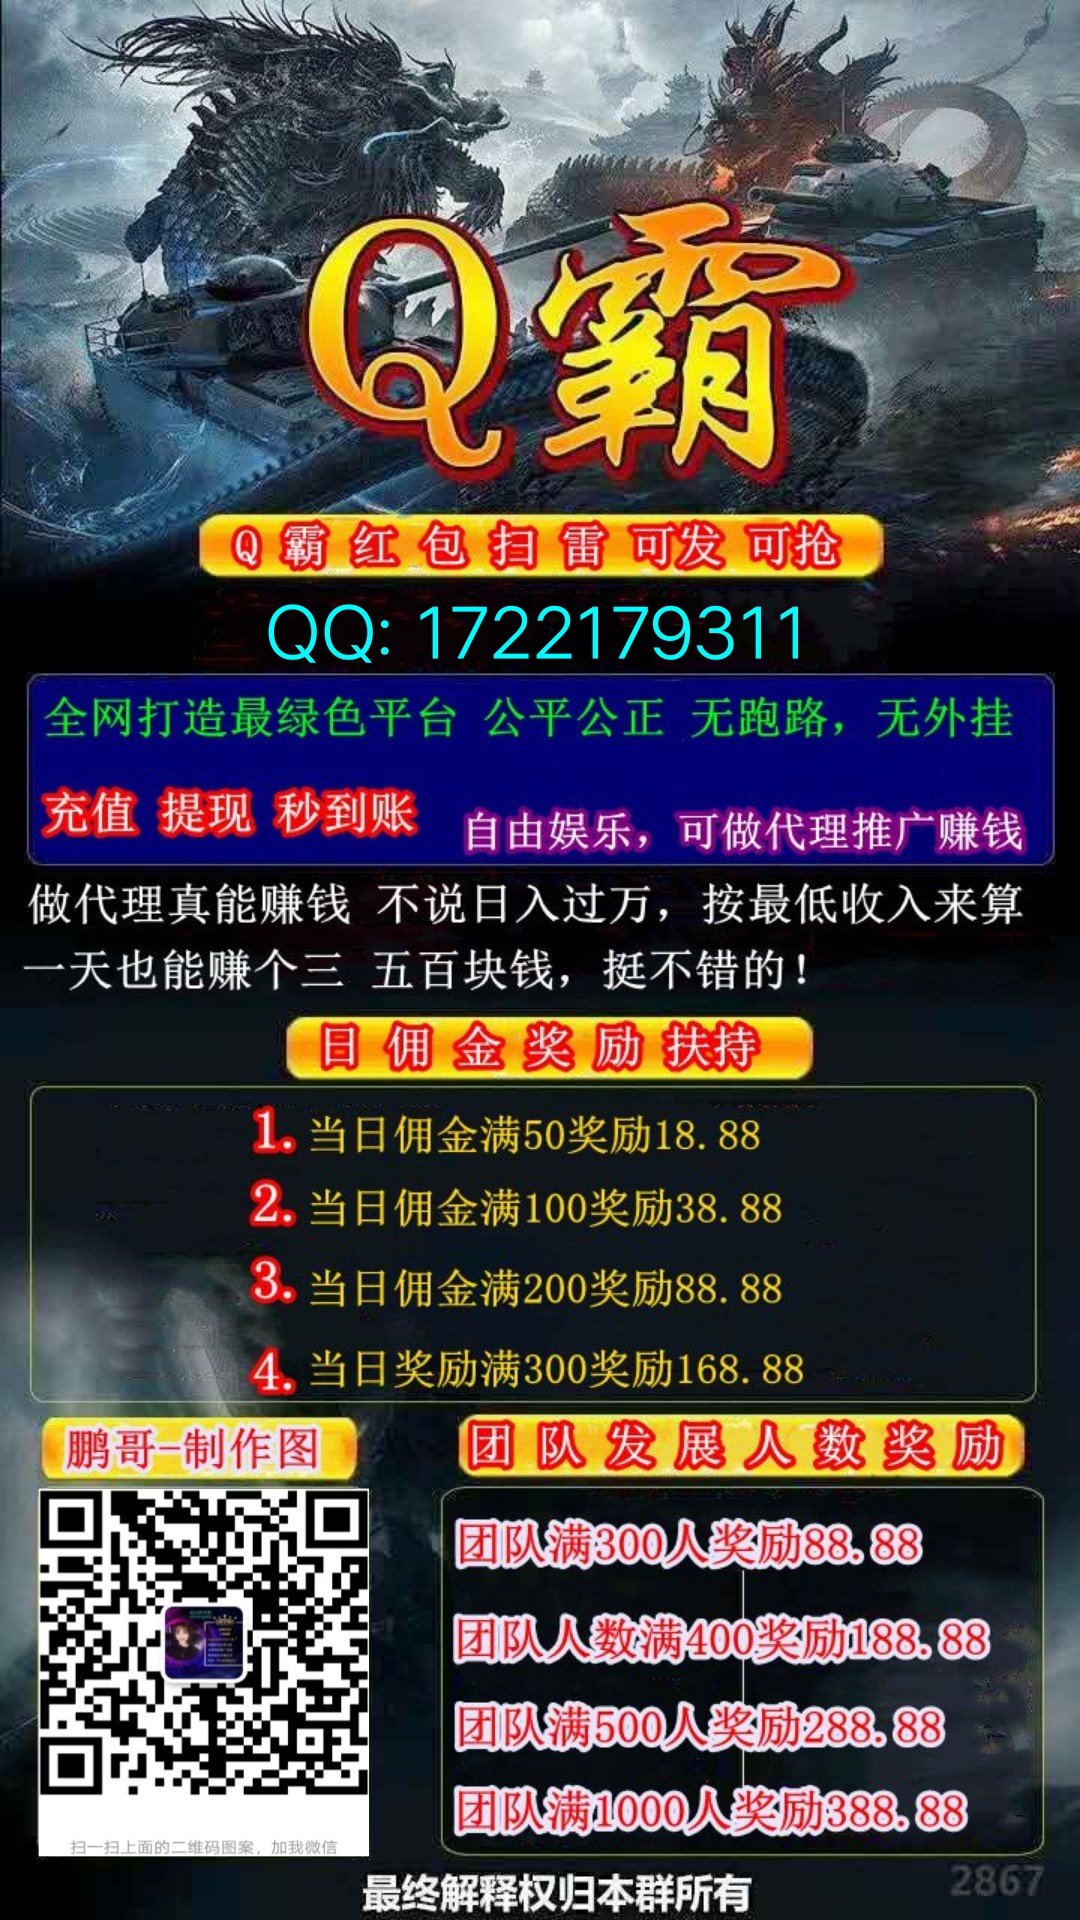 Q霸
Q 霸 红 包 扫 雷 可发 可抢
QQ: 1722179311
全网打造最绿色平台 公平公正 无跑路，无外挂
充值 提现 秒到账 自由娱乐，可做代理推广赚钱
做代理真能赚钱 不说日入过万，按最低收入来算
一天也能赚个三 五百块钱，挺不错的！
日 佣 金 奖 励 扶持
1. 当日佣金满50奖励18.88
2. 当日佣金满100奖励38.88
3. 当日佣金满200奖励88.88
4. 当日奖励满300奖励168.88
鹏哥-制作图
扫一扫上面的二维码图案，加我微信
团 队 发 展 人 数 奖 励
团队满300人奖励88.88
团队人数满400奖励188.88
团队满500人奖励288.88
团队满1000人奖励388.88
最终解释权归本群所有
2867